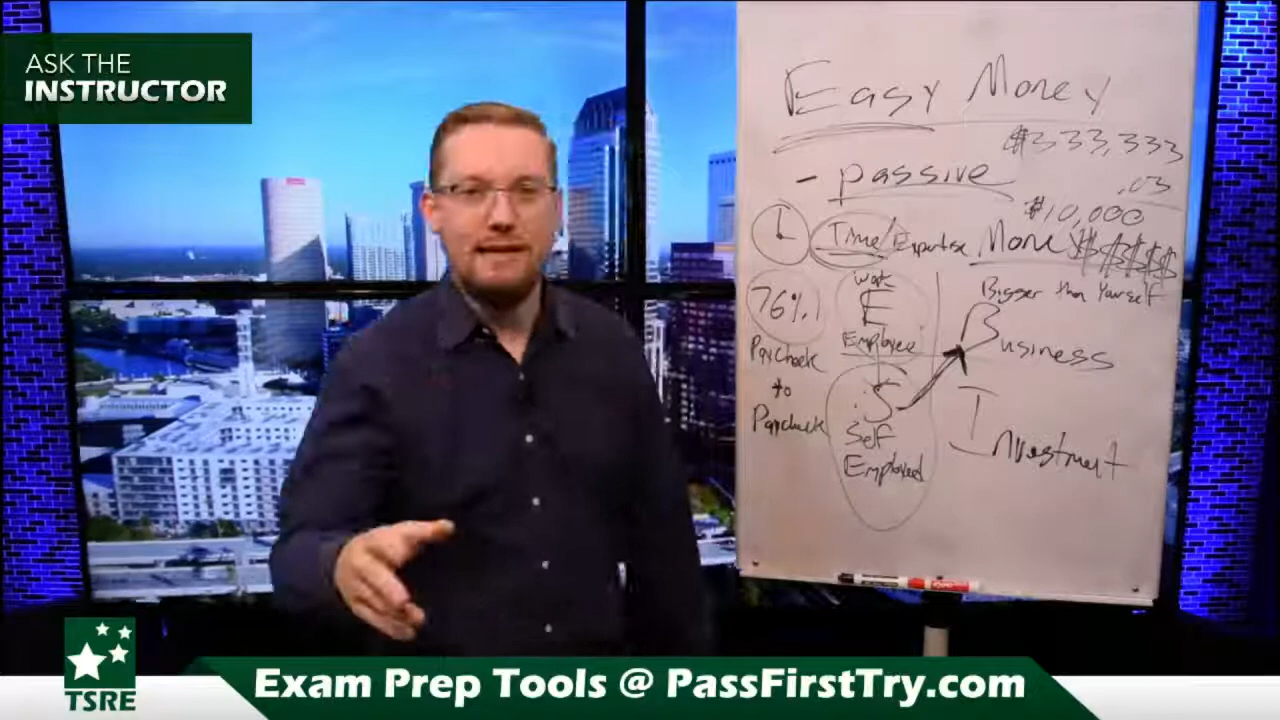 ASK THE
INSTRUCTOR
Easy Money
$333,333
- passive
.03
$10,000
Time/Expertise Money $$$$$
Work
Bigger than Yourself
76%
E
Employee
Business
Paycheck
to
Paycheck
S
Self
Employed
Investment
TSRE
Exam Prep Tools @ PassFirstTry.com